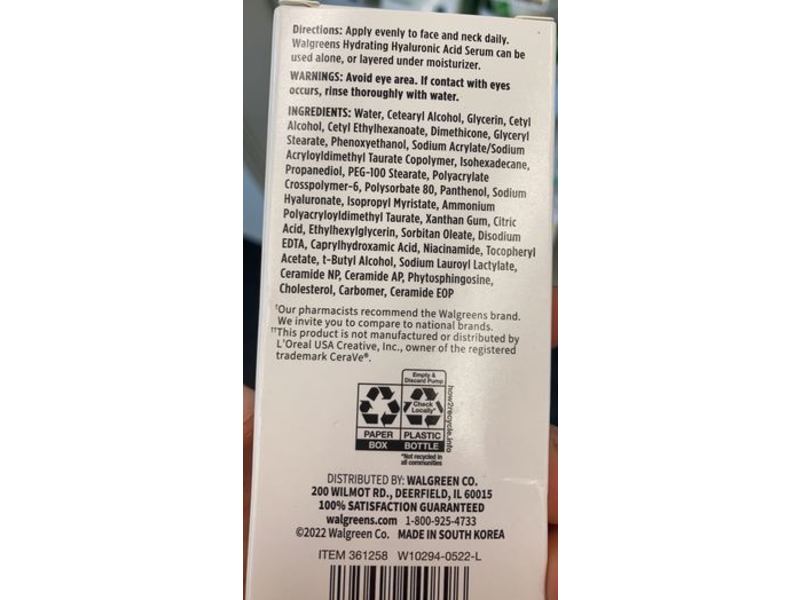 Directions: Apply evenly to face and neck daily.
Walgreens Hydrating Hyaluronic Acid Serum can be
used alone, or layered under moisturizer.
WARNINGS: Avoid eye area. If contact with eyes
occurs, rinse thoroughly with water.
INGREDIENTS: Water, Cetearyl Alcohol, Glycerin, Cetyl
Alcohol, Cetyl Ethylhexanoate, Dimethicone, Glyceryl
Stearate, Phenoxyethanol, Sodium Acrylate/Sodium
Acryloyldimethyl Taurate Copolymer, Isohexadecane,
Propanediol, PEG-100 Stearate, Polyacrylate
Crosspolymer-6, Polysorbate 80, Panthenol, Sodium
Hyaluronate, Isopropyl Myristate, Ammonium
Polyacryloyldimethyl Taurate, Xanthan Gum, Citric
Acid, Ethylhexylglycerin, Sorbitan Oleate, Disodium
EDTA, Caprylhydroxamic Acid, Niacinamide, Tocopheryl
Acetate, t-Butyl Alcohol, Sodium Lauroyl Lactylate,
Ceramide NP, Ceramide AP, Phytosphingosine,
Cholesterol, Carbomer, Ceramide EOP
†Our pharmacists recommend the Walgreens brand.
We invite you to compare to national brands.
††This product is not manufactured or distributed by
L'Oreal USA Creative, Inc., owner of the registered
trademark CeraVe®.
Empty &
Discard Pump
Check
Locally*
PAPER PLASTIC
BOX BOTTLE
how2recycle.info
*Not recycled in
all communities
DISTRIBUTED BY: WALGREEN CO.
200 WILMOT RD., DEERFIELD, IL 60015
100% SATISFACTION GUARANTEED
walgreens.com 1-800-925-4733
©2022 Walgreen Co. MADE IN SOUTH KOREA
ITEM 361258 W10294-0522-L